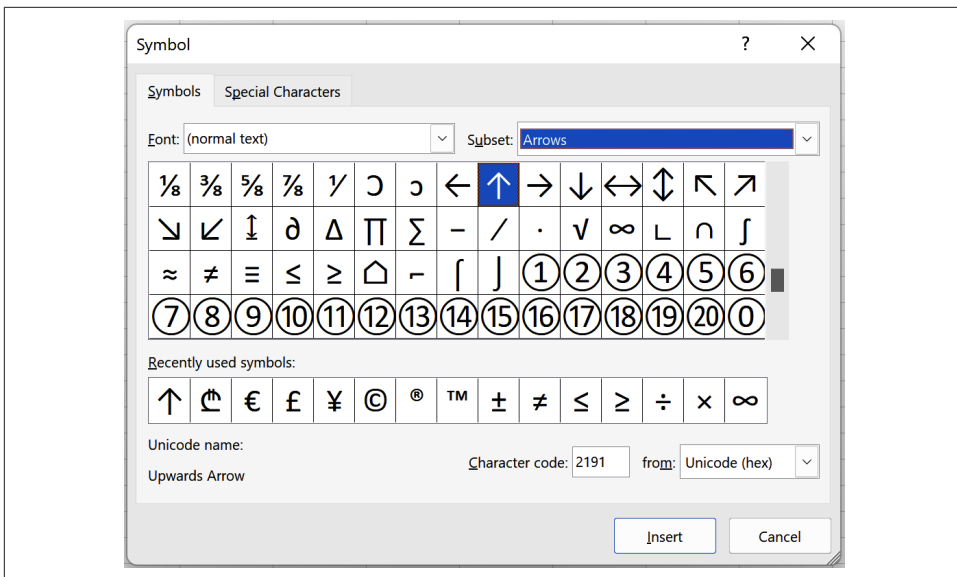 Symbol ?
Symbols Special Characters
Font: (normal text) Subset: Arrows
⅛ ⅜ ⅝ ⅞ ⅟ Ↄ ↄ ← ↑ → ↓ ↔ ↕ ↖ ↗
↘ ↙ ↨ ∂ ∆ ∏ ∑ − ∕ ∙ √ ∞ ∟ ∩ ∫
≈ ≠ ≡ ≤ ≥ ⌂ ⌐ ⌠ ⌡ ① ② ③ ④ ⑤ ⑥
⑦ ⑧ ⑨ ⑩ ⑪ ⑫ ⑬ ⑭ ⑮ ⑯ ⑰ ⑱ ⑲ ⑳ ⓪
Recently used symbols:
↑ ₾ € £ ¥ © ® ™ ± ≠ ≤ ≥ ÷ × ∞
Unicode name:
Upwards Arrow
Character code: 2191 from: Unicode (hex)
Insert Cancel